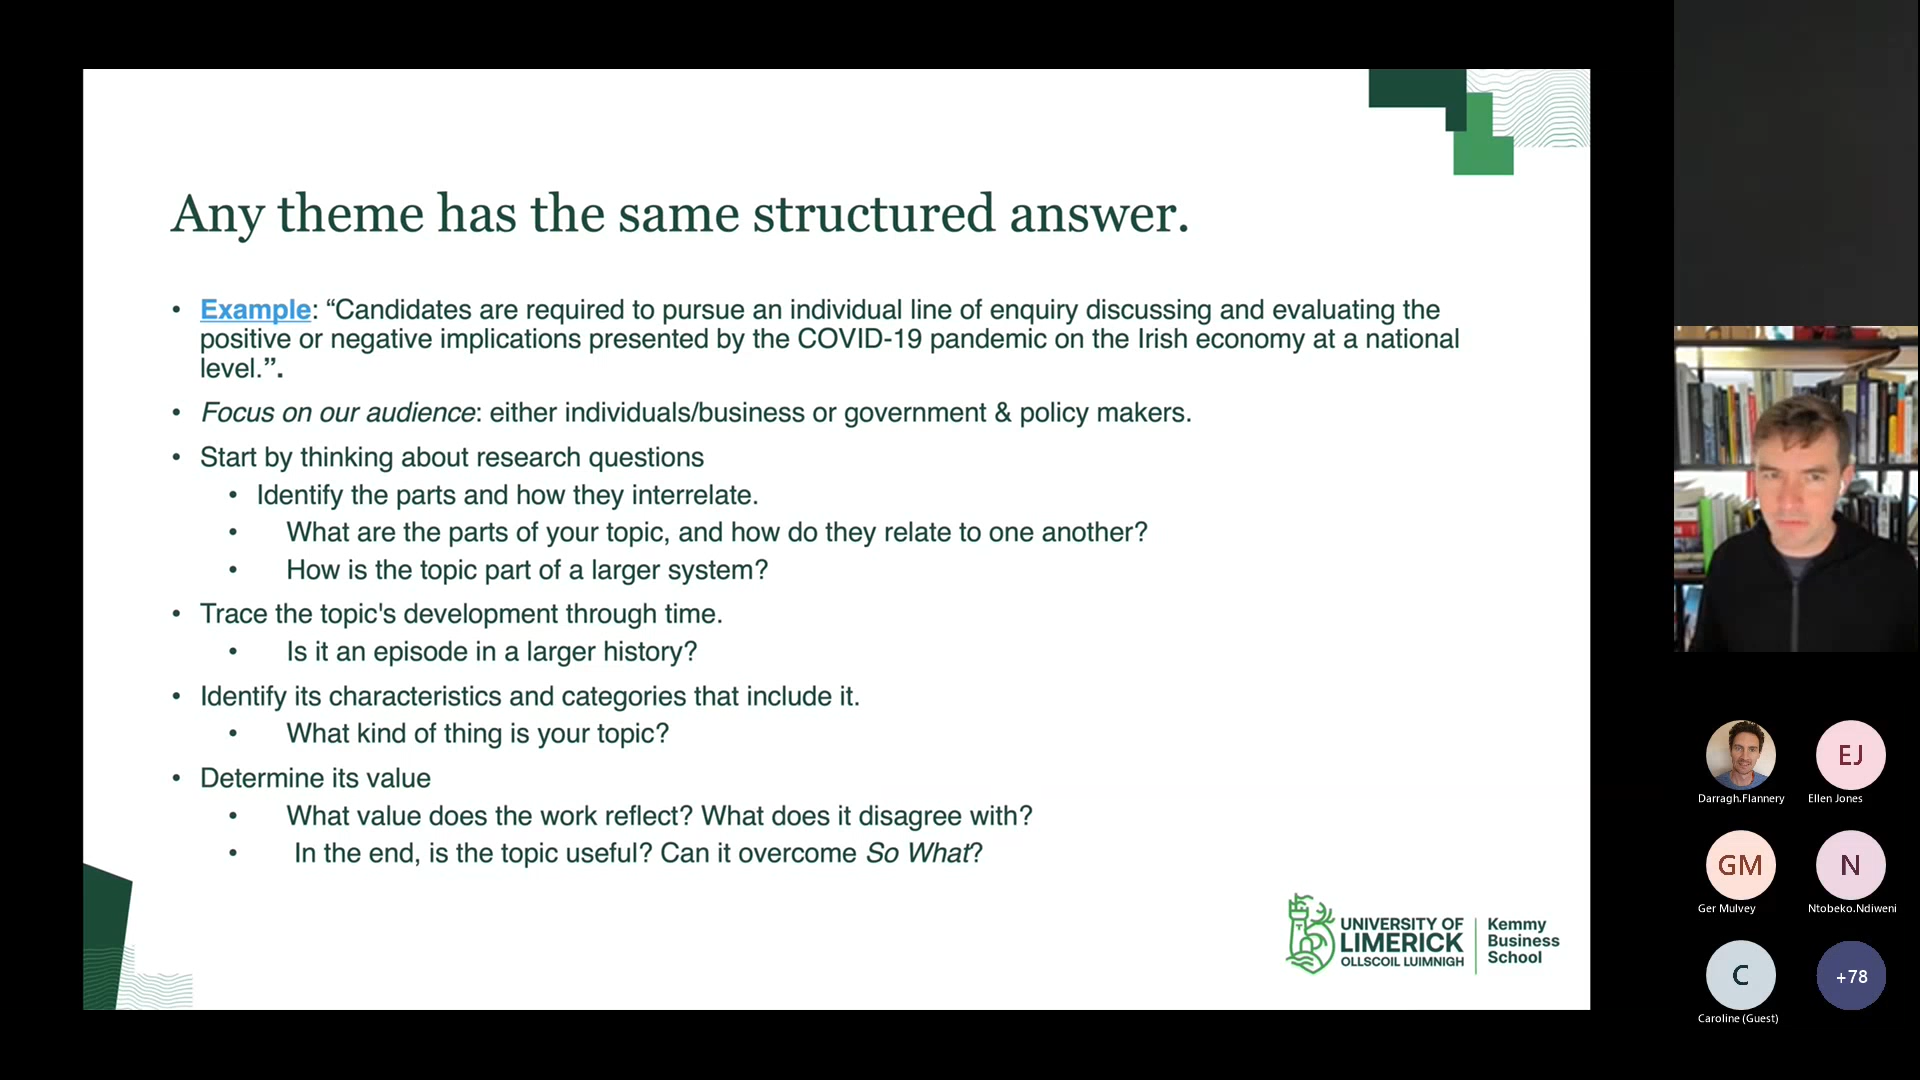 Any theme has the same structured answer.
• Example: “Candidates are required to pursue an individual line of enquiry discussing and evaluating the
positive or negative implications presented by the COVID-19 pandemic on the Irish economy at a national
level.”.
• Focus on our audience: either individuals/business or government & policy makers.
• Start by thinking about research questions
• Identify the parts and how they interrelate.
• What are the parts of your topic, and how do they relate to one another?
• How is the topic part of a larger system?
• Trace the topic's development through time.
• Is it an episode in a larger history?
• Identify its characteristics and categories that include it.
• What kind of thing is your topic?
• Determine its value
• What value does the work reflect? What does it disagree with?
• In the end, is the topic useful? Can it overcome So What?
UNIVERSITY OF
LIMERICK
OLLSCOIL LUIMNIGH
Kemmy
Business
School
Darragh.Flannery
EJ
Ellen Jones
GM
Ger Mulvey
N
Ntobeko.Ndiweni
C
Caroline (Guest)
+78